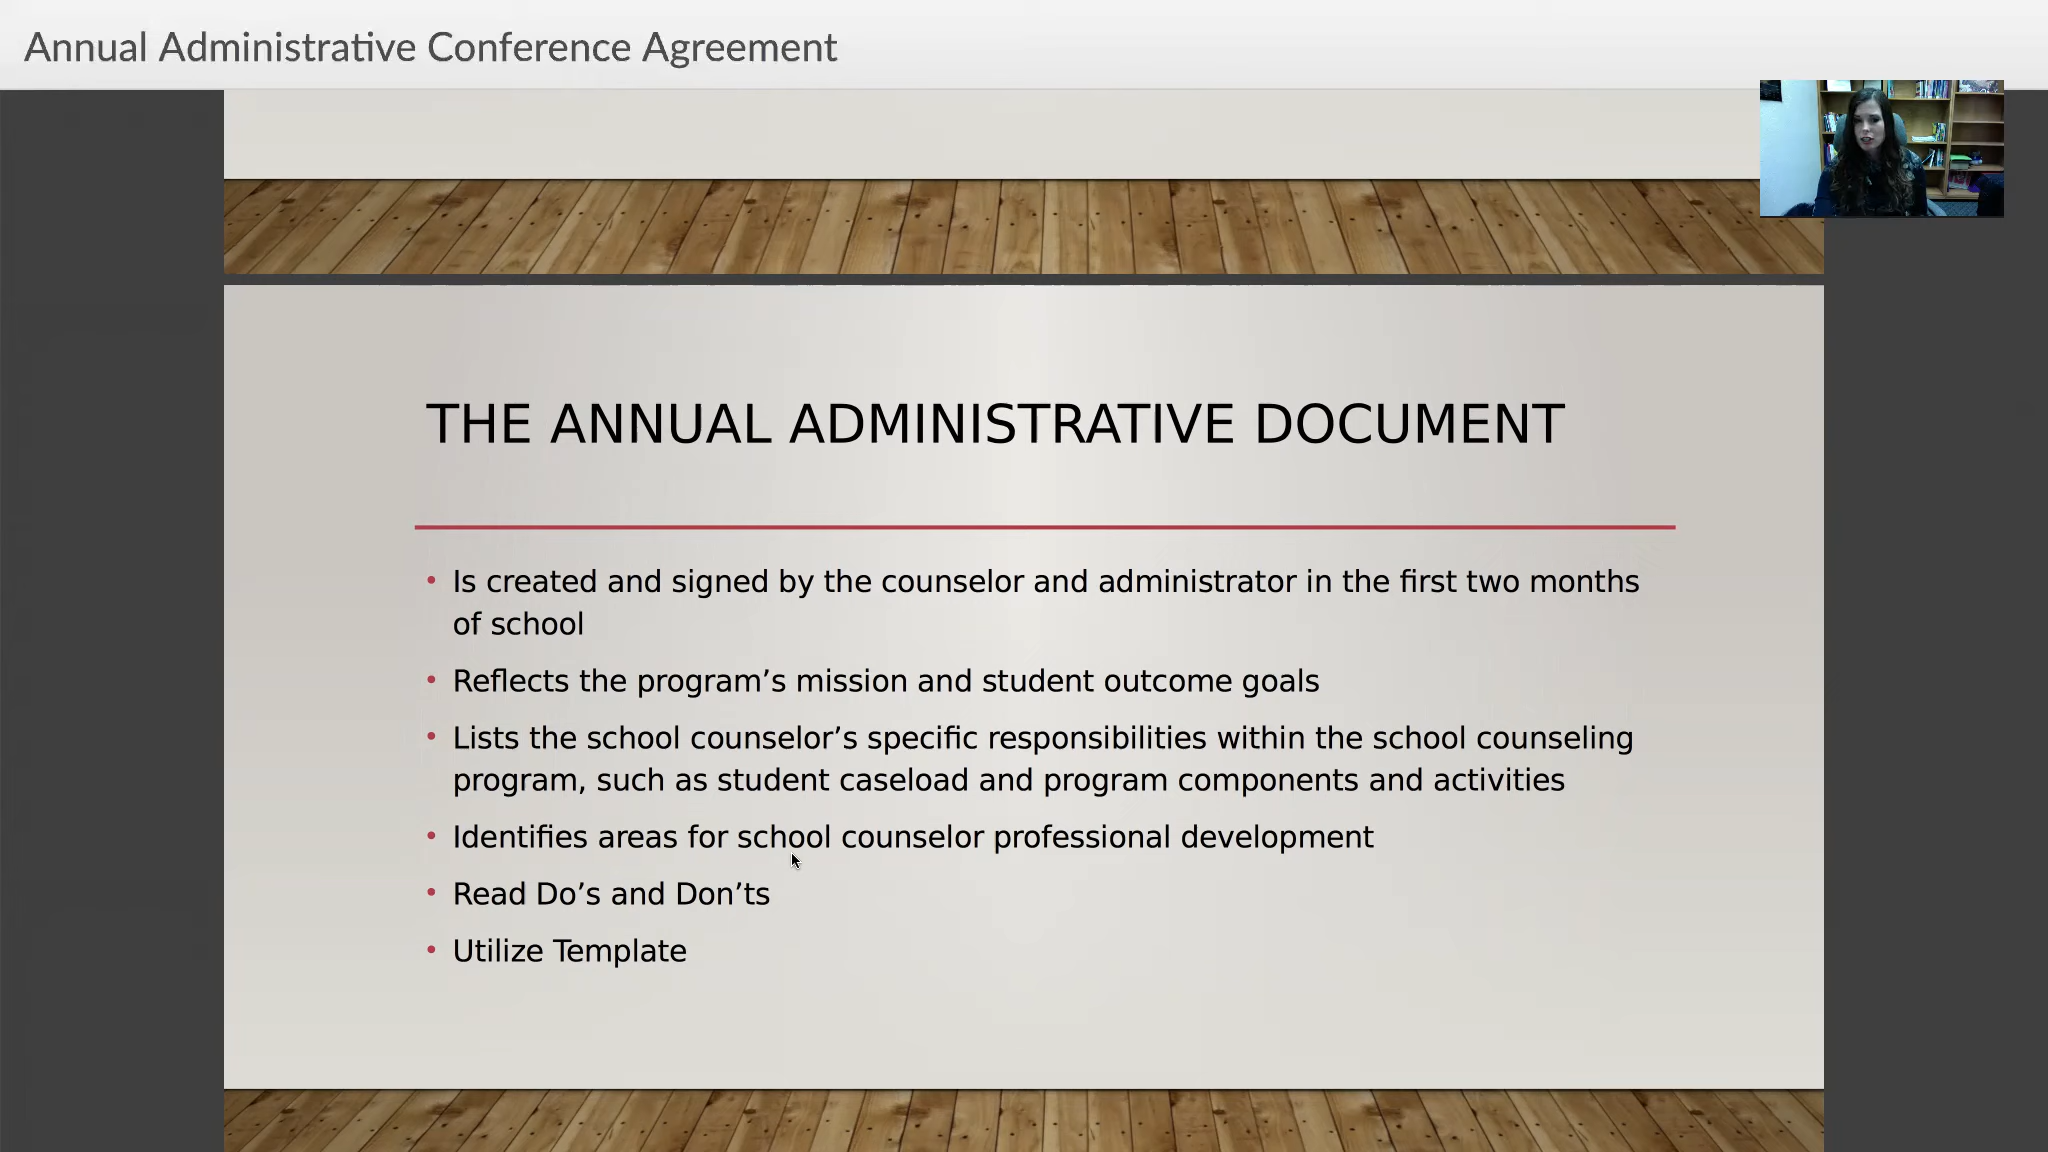 Annual Administrative Conference Agreement
THE ANNUAL ADMINISTRATIVE DOCUMENT
• Is created and signed by the counselor and administrator in the first two months
of school
• Reflects the program’s mission and student outcome goals
• Lists the school counselor’s specific responsibilities within the school counseling
program, such as student caseload and program components and activities
• Identifies areas for school counselor professional development
• Read Do’s and Don’ts
• Utilize Template